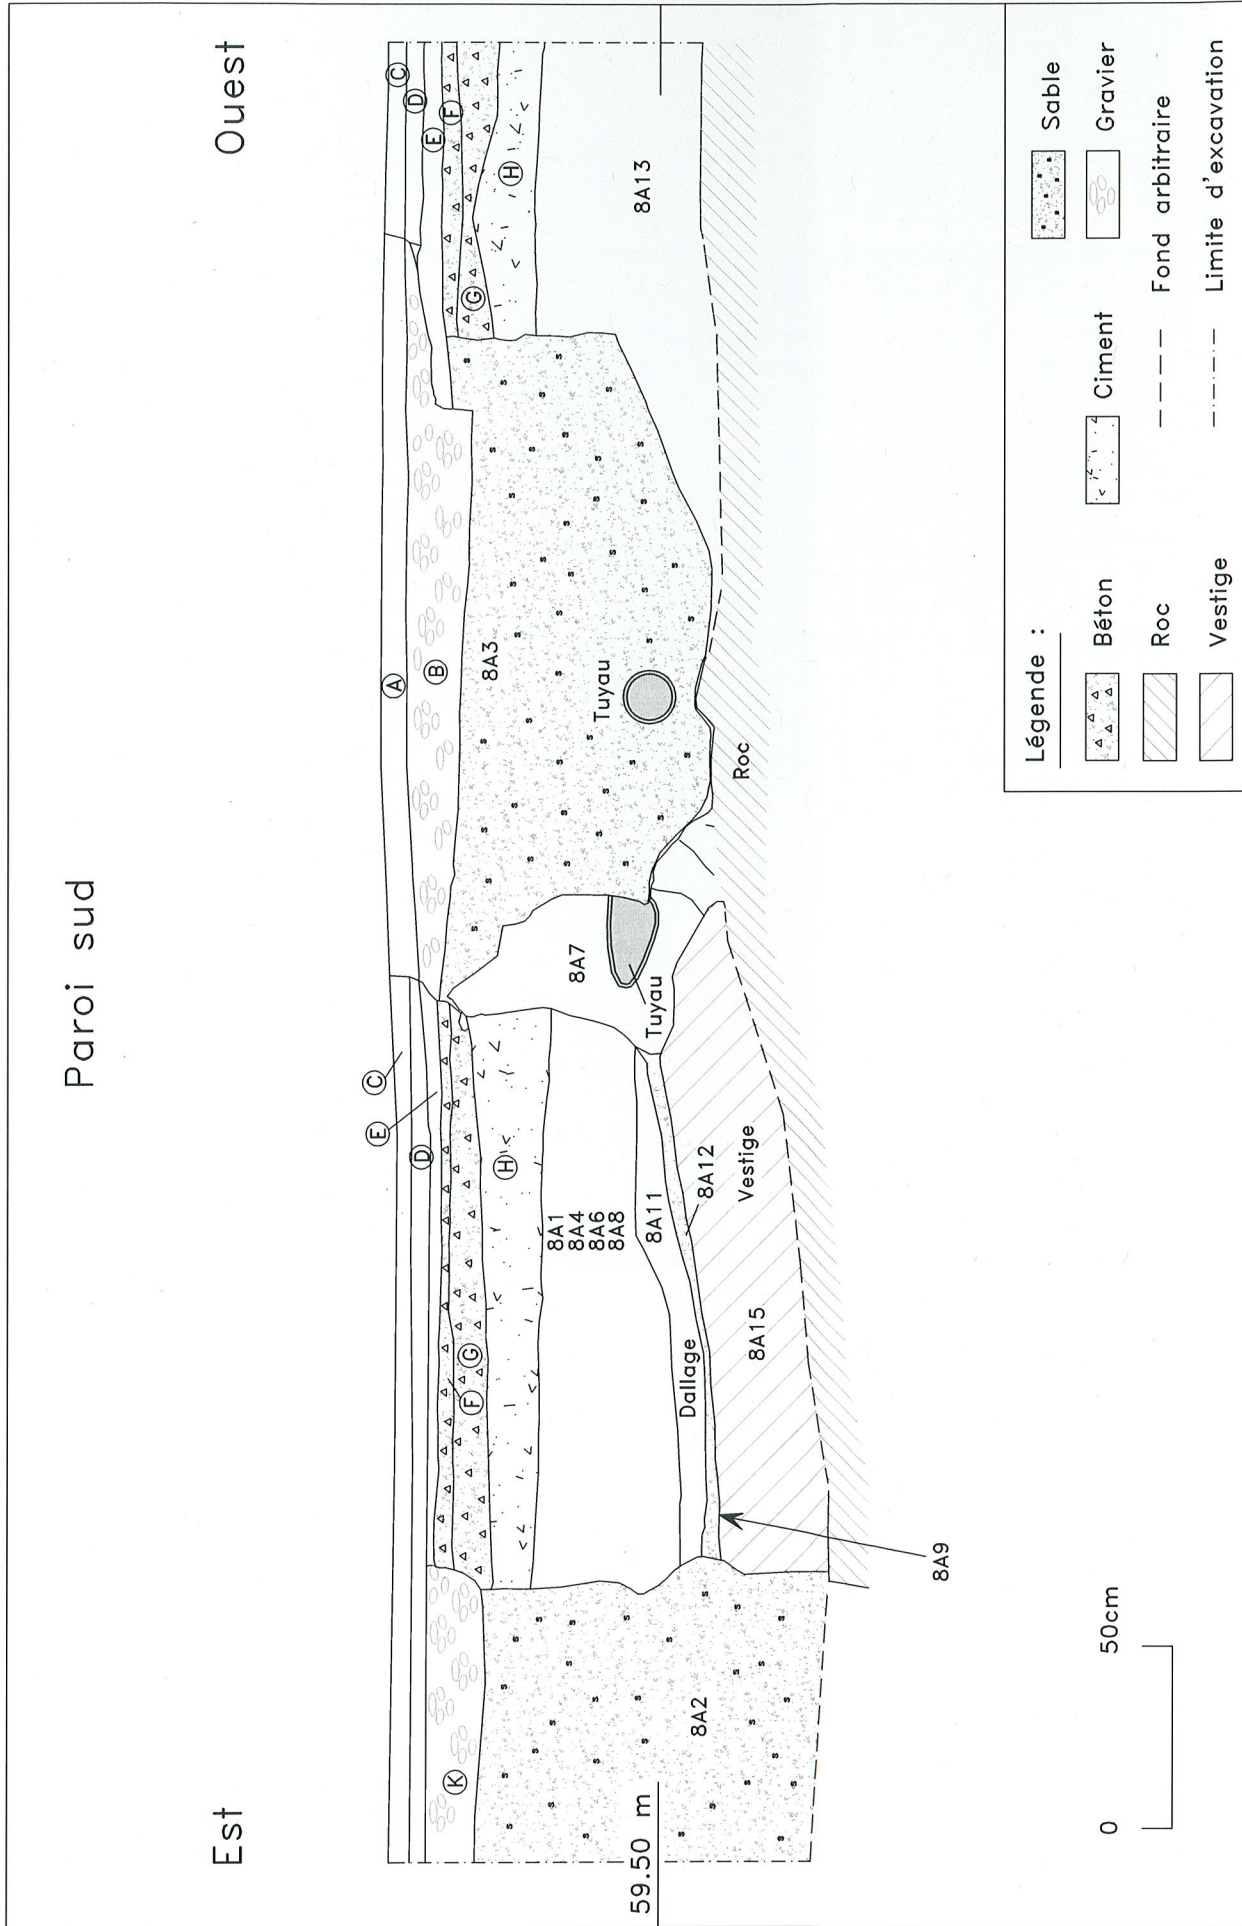 Paroi sud
Est
Ouest
C
E
D
A
C
D
E
F
B
K
F
G
H
G
H
8A3
8A13
8A1
8A4
8A6
8A8
8A7
Tuyau
Tuyau
8A11
8A12
Dallage
Vestige
8A15
8A2
59.50 m
Roc
8A9
0
50cm
Légende :
Béton
Ciment
Sable
Roc
Gravier
Vestige
Fond arbitraire
Limite d'excavation